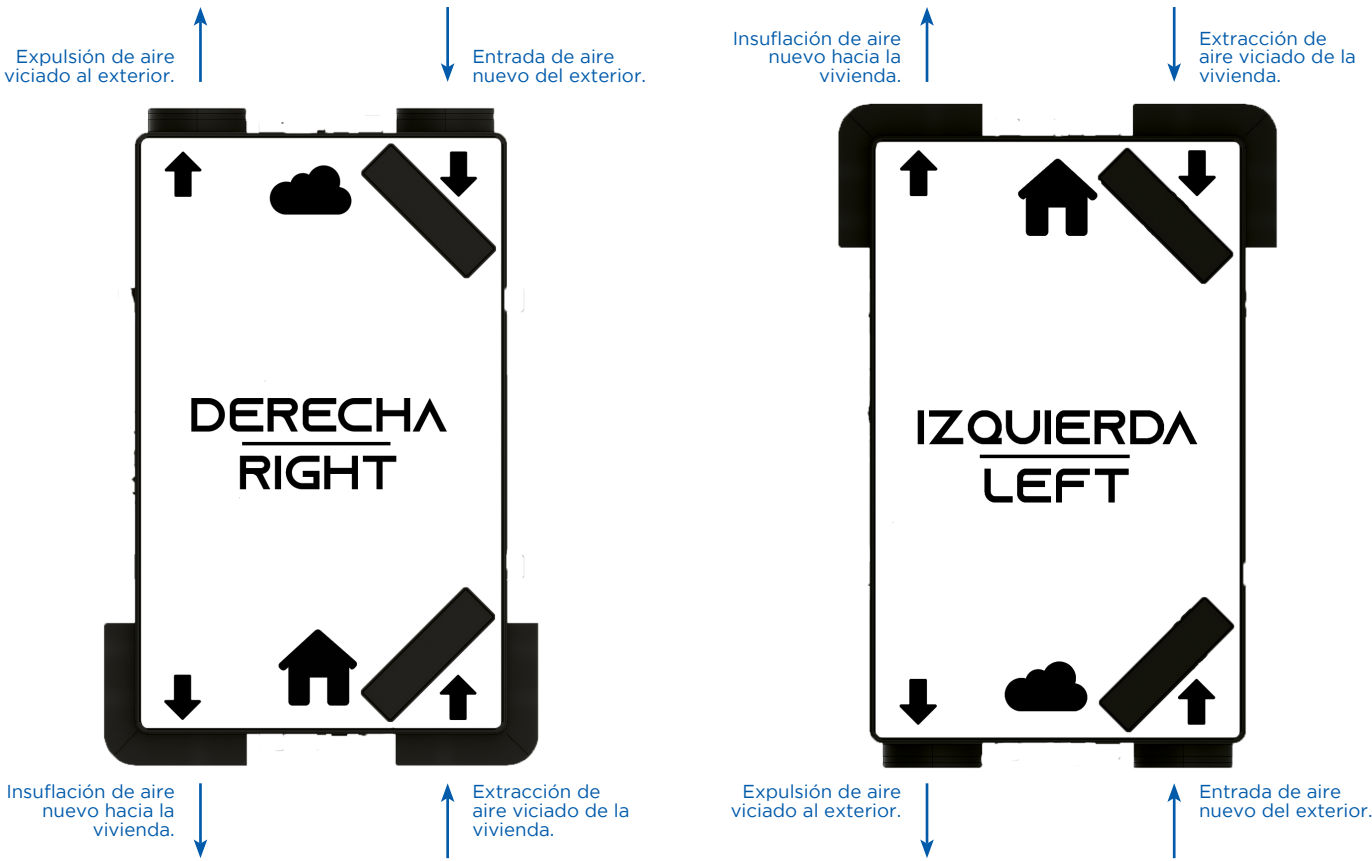 Expulsión de aire
viciado al exterior.
Entrada de aire
nuevo del exterior.
DERECHA
RIGHT
Insuflación de aire
nuevo hacia la
vivienda.
Extracción de
aire viciado de la
vivienda.
Insuflación de aire
nuevo hacia la
vivienda.
Extracción de
aire viciado de la
vivienda.
IZQUIERDA
LEFT
Expulsión de aire
viciado al exterior.
Entrada de aire
nuevo del exterior.